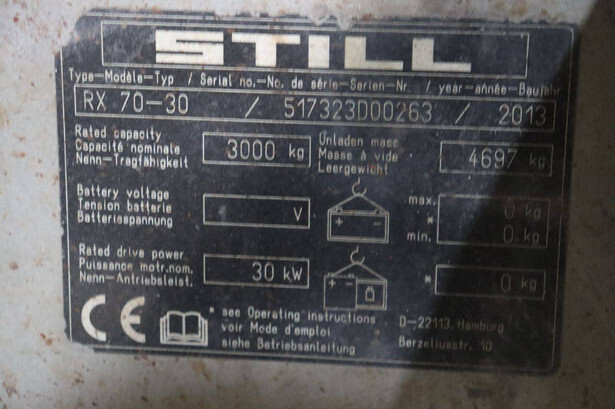 STILL
Type-Modèle-Typ / Serial no.-No. de série-Serien-Nr. / year-année-Baujahr
RX 70-30 / 517323D00263 / 2013
Rated capacity
Capacité nominale
Nenn-Tragfähigkeit
3000 kg
Unladen mass
Masse à vide
Leergewicht
4697 kg
Battery voltage
Tension batterie
Batteriespannung
V
+ -
max. 0 kg
*
min. 0 kg
Rated drive power
Puissance motr.nom.
Nenn-Antriebsleist.
30 kW
+ -
* 0 kg
CE
* see Operating instructions
voir Mode d'emploi
siehe Betriebsanleitung
D-22113 Hamburg
Berzeliusstr. 10